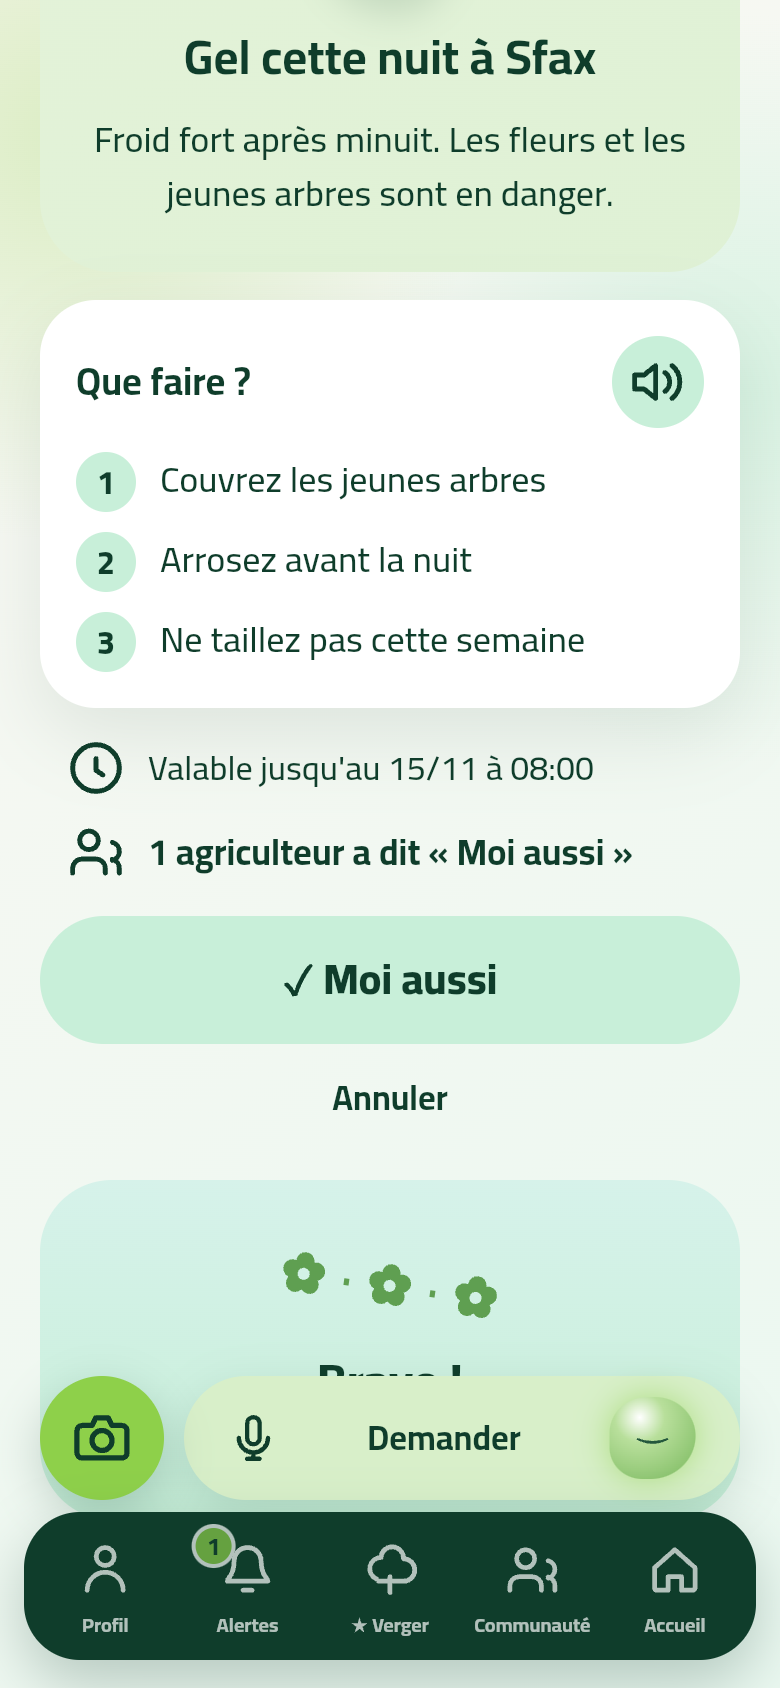 Gel cette nuit à Sfax
Froid fort après minuit. Les fleurs et les
jeunes arbres sont en danger.
Que faire ?
1 Couvrez les jeunes arbres
2 Arrosez avant la nuit
3 Ne taillez pas cette semaine
Valable jusqu'au 15/11 à 08:00
1 agriculteur a dit « Moi aussi »
✓ Moi aussi
Annuler
Demander
1
Profil
Alertes
★ Verger
Communauté
Accueil